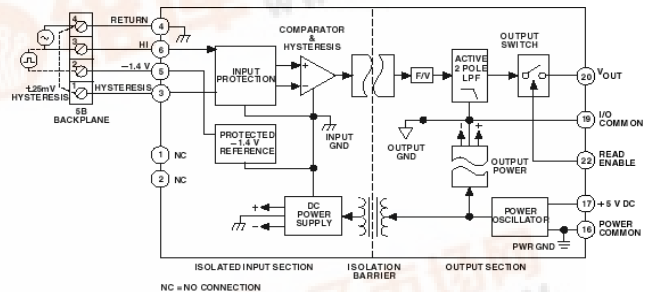 RETURN
4
HI
6
–1.4 V
5
HYSTERESIS
3
4
3
2
1
±25mV
HYSTERESIS
5B
BACKPLANE
1
NC
2
NC
INPUT
PROTECTION
COMPARATOR
&
HYSTERESIS
+
–
PROTECTED
–1.4 V
REFERENCE
INPUT
GND
DC
POWER
SUPPLY
+
–
F/V
ACTIVE
2 POLE
LPF
OUTPUT
SWITCH
20
VOUT
19
I/O
COMMON
OUTPUT
GND
–
+
OUTPUT
POWER
22
READ
ENABLE
POWER
OSCILLATOR
17
+5 V DC
16
POWER
COMMON
PWR GND
ISOLATED INPUT SECTION
ISOLATION
BARRIER
OUTPUT SECTION
NC = NO CONNECTION